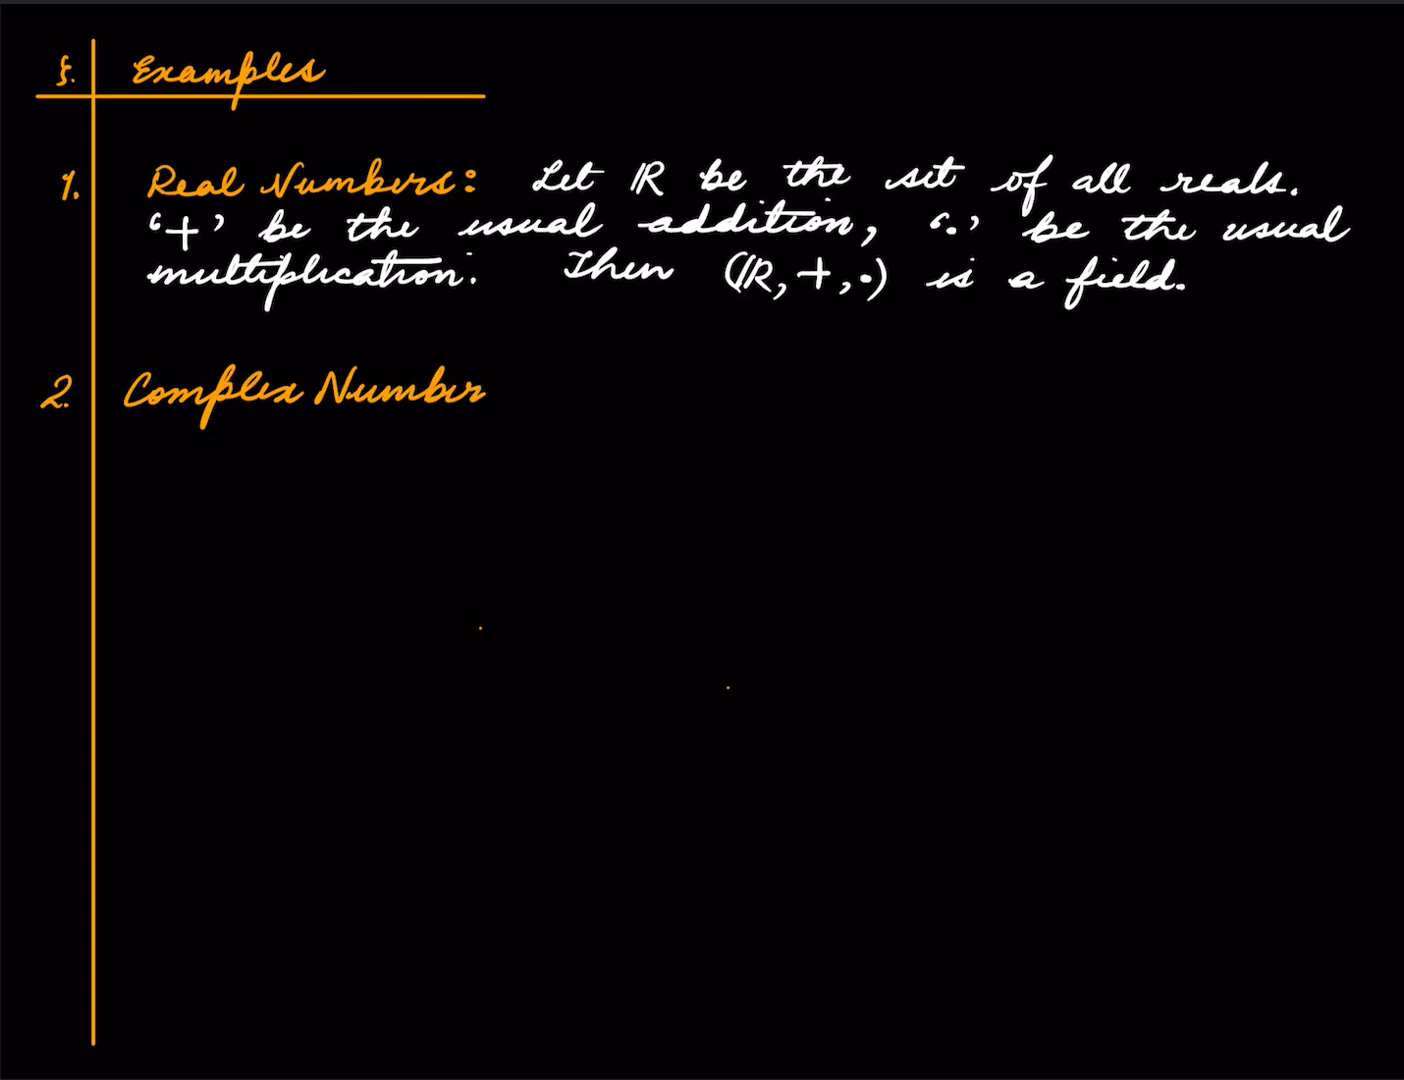 §. Examples
1. Real Numbers: Let ℝ be the set of all reals.
‘+’ be the usual addition, ‘.’ be the usual
multiplication. Then (ℝ, +, ·) is a field.
2. Complex Number